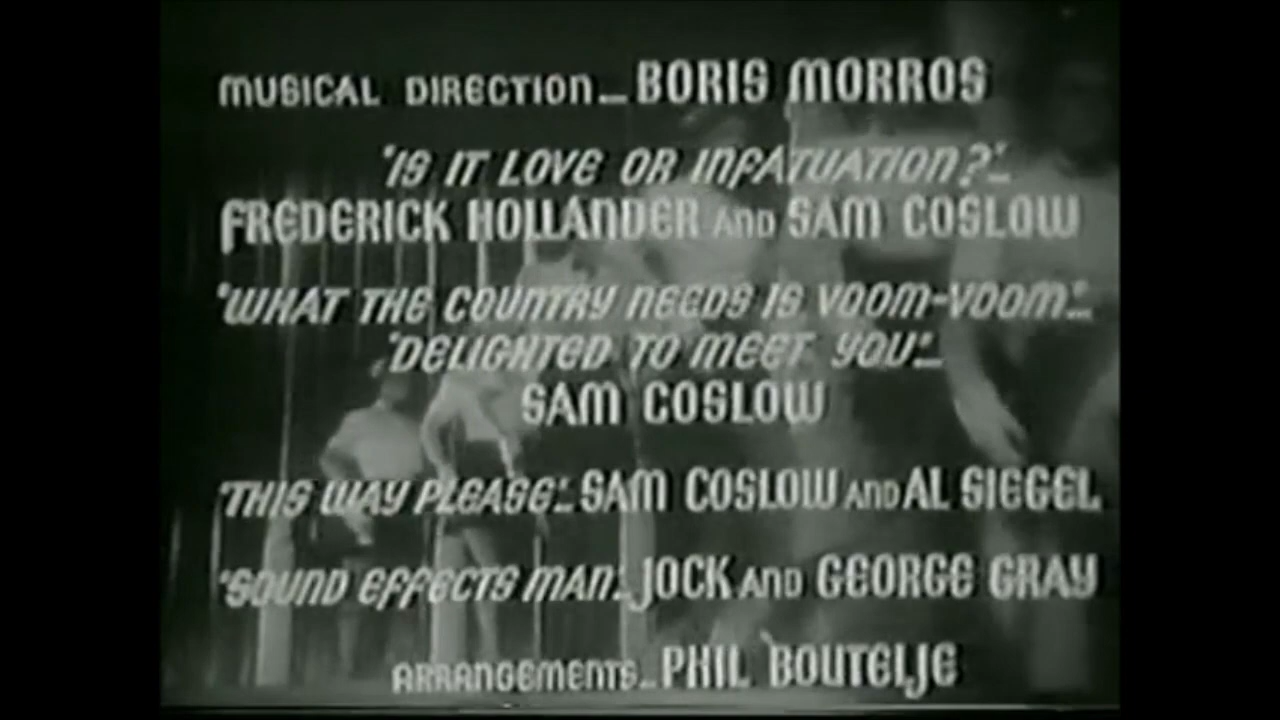 MUSICAL DIRECTION_ BORIS MORROS
"IS IT LOVE OR INFATUATION?"_
FREDERICK HOLLANDER AND SAM COSLOW
"WHAT THE COUNTRY NEEDS IS VOOM-VOOM"_
"DELIGHTED TO MEET YOU"_
SAM COSLOW
"THIS WAY PLEASE"_ SAM COSLOW AND AL SIEGEL
"SOUND EFFECTS MAN"_ JOCK AND GEORGE GRAY
ARRANGEMENTS_ PHIL BOUTELJE